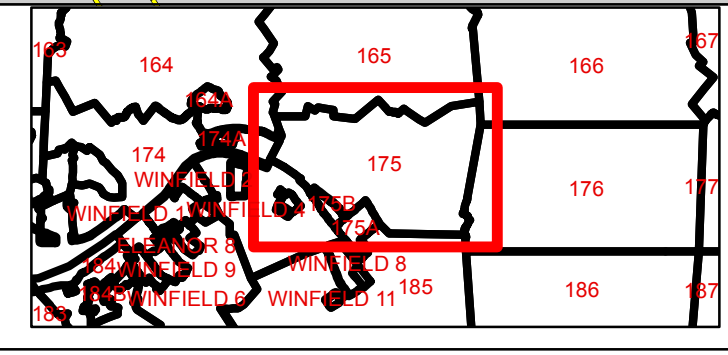 163
164
165
166
167
164A
174A
174
175
176
177
WINFIELD 2
WINFIELD 1
WINFIELD 4
175B
175A
ELEANOR 8
184
WINFIELD 9
WINFIELD 8
184B
WINFIELD 6
WINFIELD 11
185
186
187
183